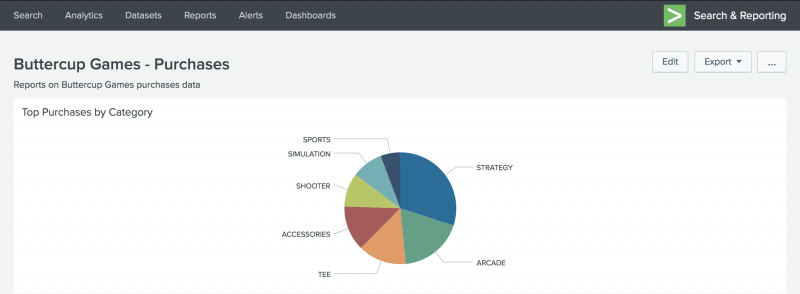 Search Analytics Datasets Reports Alerts Dashboards Search & Reporting
Buttercup Games - Purchases Edit Export ...
Reports on Buttercup Games purchases data
Top Purchases by Category
SPORTS
SIMULATION
STRATEGY
SHOOTER
ACCESSORIES
ARCADE
TEE